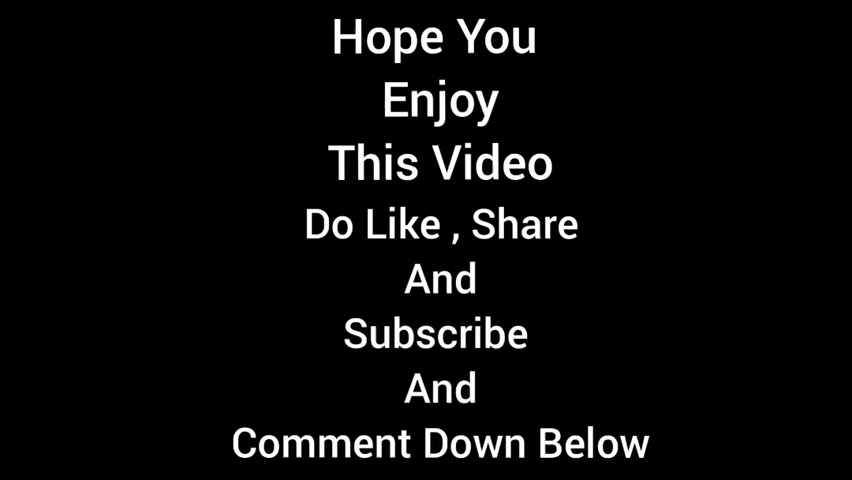 Hope You
Enjoy
This Video
Do Like , Share
And
Subscribe
And
Comment Down Below